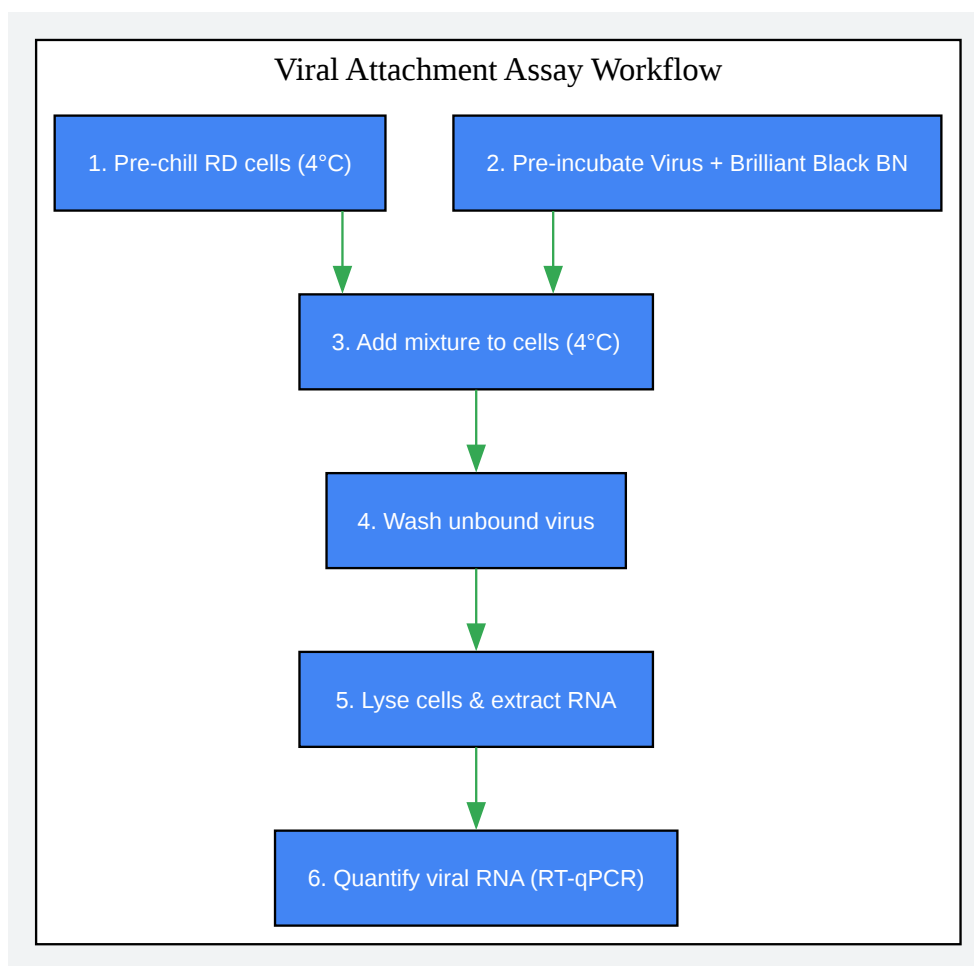 Viral Attachment Assay Workflow
1. Pre-chill RD cells (4°C)
2. Pre-incubate Virus + Brilliant Black BN
3. Add mixture to cells (4°C)
4. Wash unbound virus
5. Lyse cells & extract RNA
6. Quantify viral RNA (RT-qPCR)